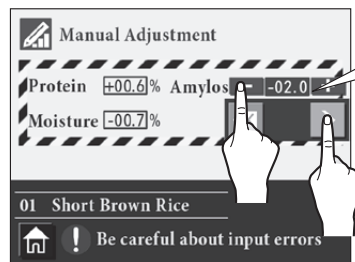 Manual Adjustment
Protein +00.6 % Amylos - -02.0 +
Moisture -00.7 %
01 Short Brown Rice
! Be careful about input errors